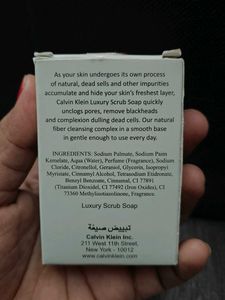 As your skin undergoes its own process
of natural, dead sells and other impurities
accumulate and hide your skin's freshest layer,
Calvin Klein Luxury Scrub Soap quickly
unclogs pores, remove blackheads
and complexion dulling dead cells. Our natural
fiber cleansing complex in a smooth base
in gentle enough to use every day.
INGREDIENTS: Sodium Palmate, Sodium Pasm
Kernelate, Aqua (Water), Perfume (Fragrance), Sodium
Cloride, Citronellol, Geraniol, Glycerin, Isopropyl
Myristate, Cinnamyl Alcohol, Tetrasodium Etidronate,
Benzyl Benzoate, Cinnamal, CI 77891
(Titanium Dioxidel, CI 77492 (Iron Oxides), CI
73360 Methylisotiazolinone, Fragrance.
Luxury Scrub Soap
تبييض صيغة
Calvin Klein Inc.
211 West 11th Street,
New York - 10012
www.calvinklein.com